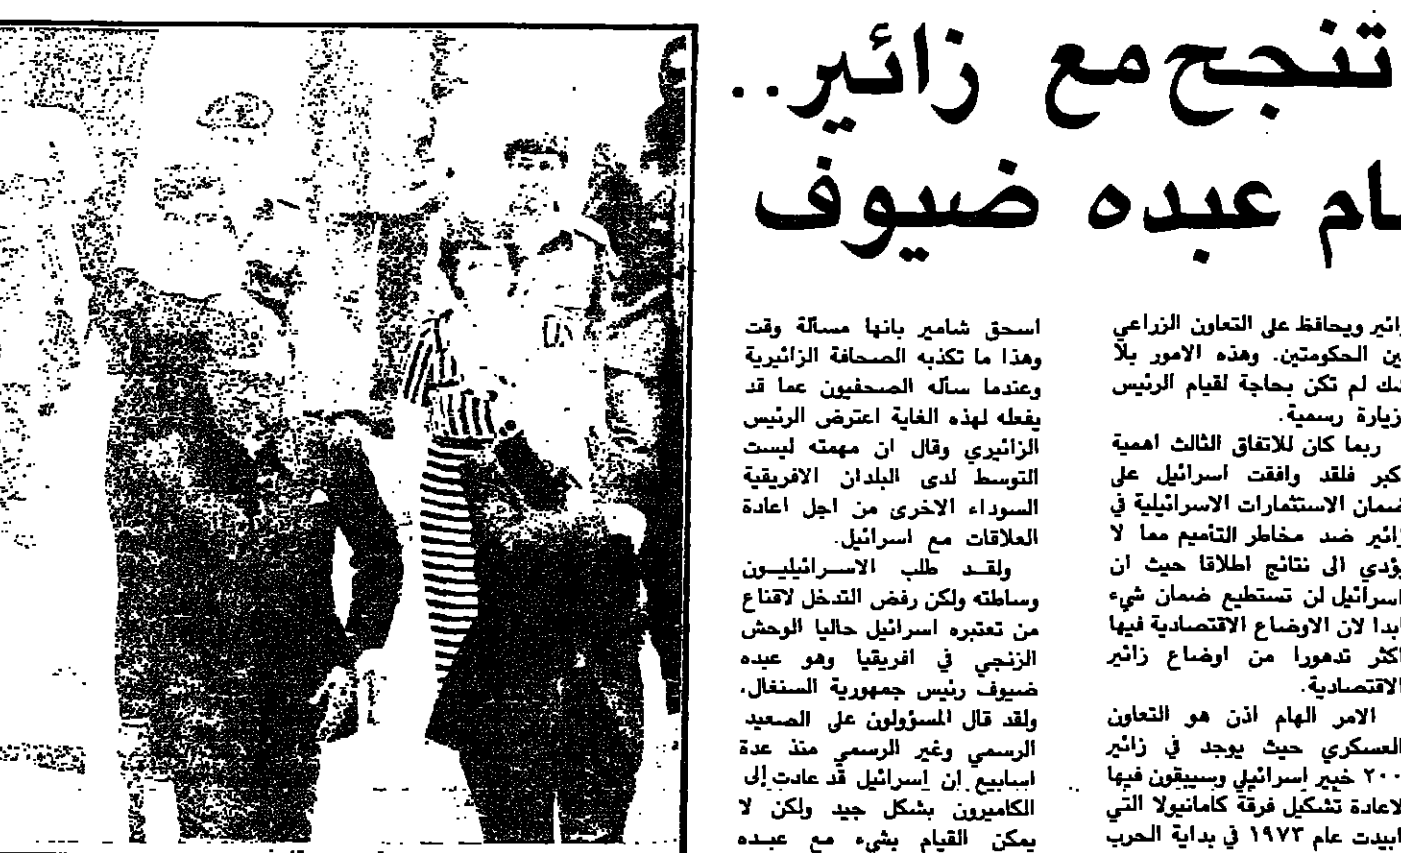 تنجح مع زائير..
عبده ضيوف
زائير ويحافظ على التعاون الزراعي
بين الحكومتين. وهذه الامور بلا
شك لم تكن بحاجة لقيام الرئيس
بزيارة رسمية.
ربما كان للاتفاق الثالث اهمية
اكبر فلقد وافقت اسرائيل على
ضمان الاستثمارات الاسرائيلية في
زائير ضد مخاطر التأميم مما لا
يؤدي الى نتائج اطلاقا حيث ان
اسرائيل لن تستطيع ضمان شيء
ابدا لان الاوضاع الاقتصادية فيها
اكثر تدهورا من اوضاع زائير
الاقتصادية.
الامر الهام اذن هو التعاون
العسكري حيث يوجد في زائير
٢٠٠ خبير اسرائيلي وسيبقون فيها
لاعادة تشكيل فرقة كامانيولا التي
ابيدت عام ١٩٧٣ في بداية الحرب
اسحق شامير بانها مسألة وقت
وهذا ما تكذبه الصحافة الزائيرية
وعندما سأله الصحفيون عما قد
يفعله لهذه الغاية اعترض الرئيس
الزائيري وقال ان مهمته ليست
التوسط لدى البلدان الافريقية
السوداء الاخرى من اجل اعادة
العلاقات مع اسرائيل.
ولقد طلب الاسرائيليون
وساطته ولكن رفض التدخل لاقناع
من تعتبره اسرائيل حاليا الوحش
الزنجي في افريقيا وهو عبده
ضيوف رئيس جمهورية السنغال.
ولقد قال المسؤولون على الصعيد
الرسمي وغير الرسمي منذ عدة
اسابيع ان اسرائيل قد عادت إلى
الكاميرون بشكل جيد ولكن لا
يمكن القيام بشيء مع عبده